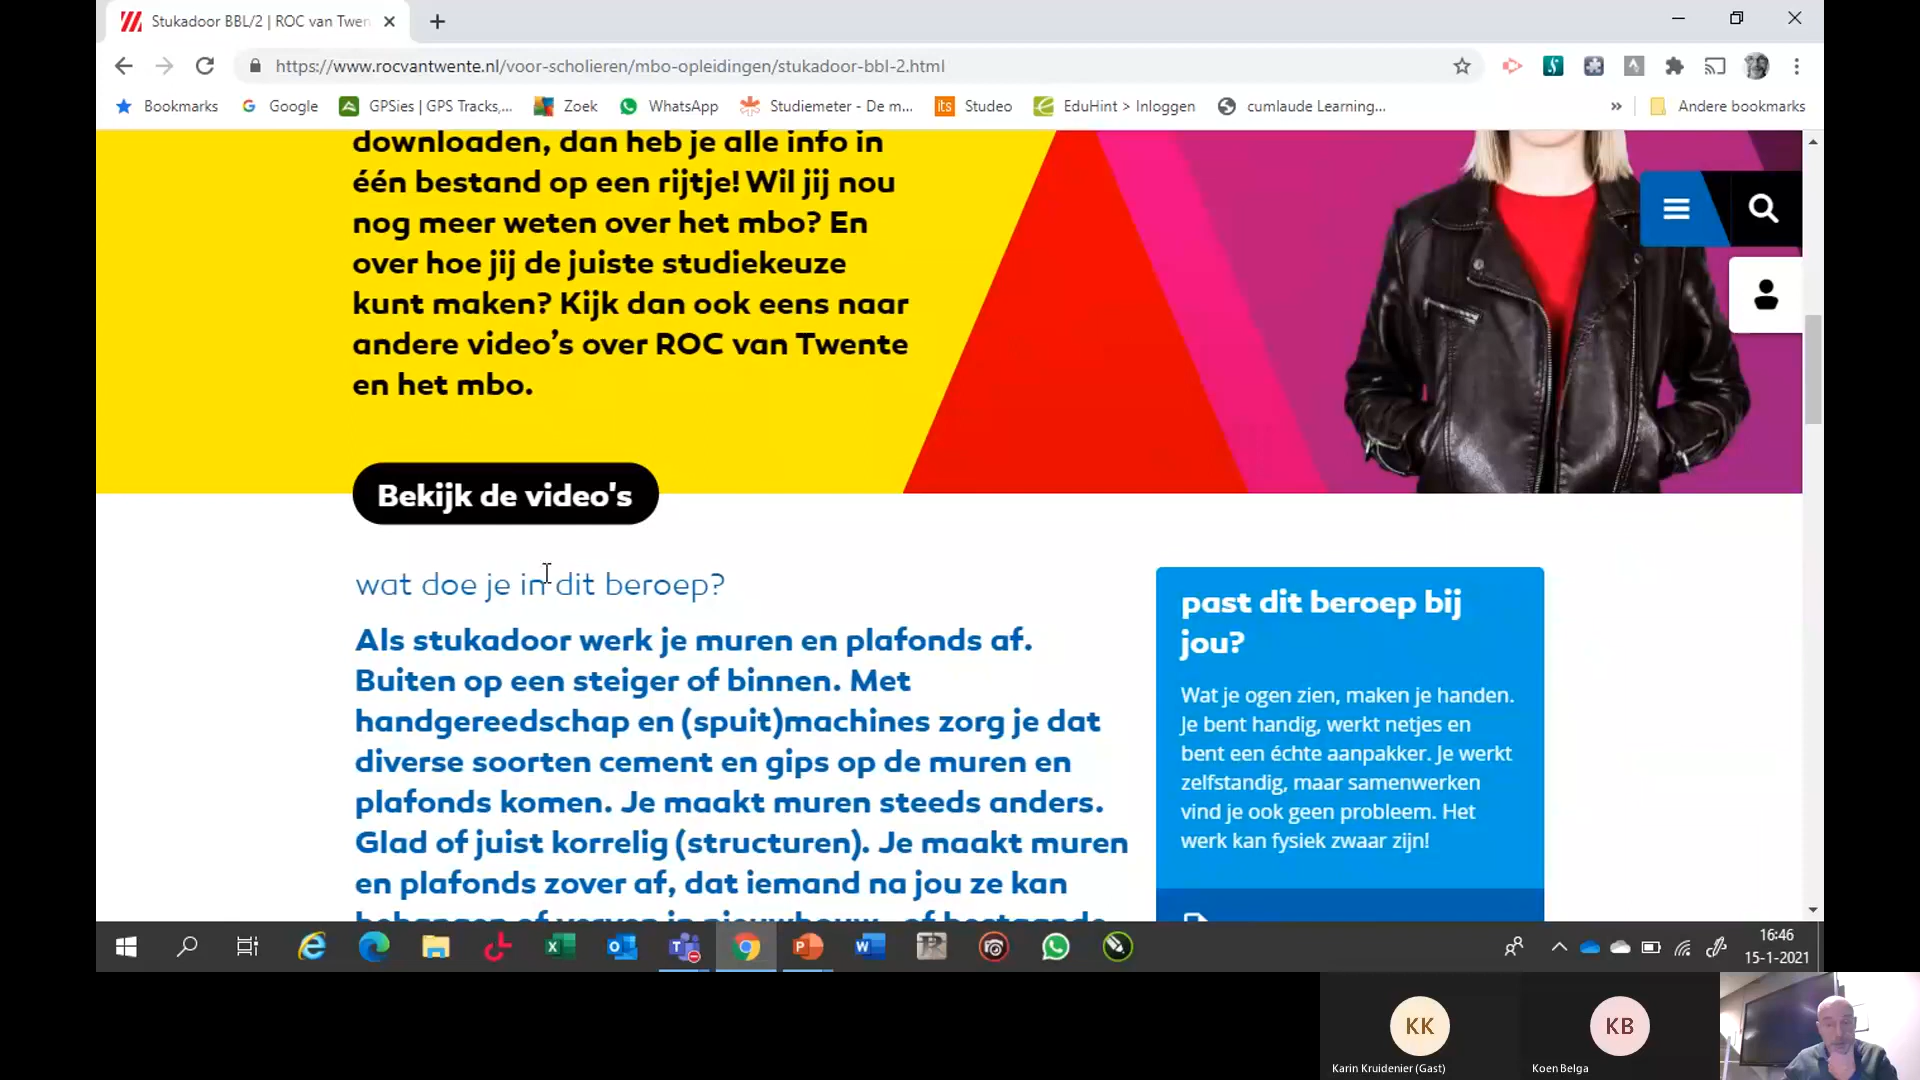 Stukadoor BBL/2 | ROC van Twen
https://www.rocvantwente.nl/voor-scholieren/mbo-opleidingen/stukadoor-bbl-2.html
Bookmarks Google GPSies | GPS Tracks,... Zoek WhatsApp Studiemeter - De m... its Studeo EduHint > Inloggen cumlaude Learning... » Andere bookmarks
downloaden, dan heb je alle info in
één bestand op een rijtje! Wil jij nou
nog meer weten over het mbo? En
over hoe jij de juiste studiekeuze
kunt maken? Kijk dan ook eens naar
andere video’s over ROC van Twente
en het mbo.
Bekijk de video's
wat doe je in dit beroep?
Als stukadoor werk je muren en plafonds af.
Buiten op een steiger of binnen. Met
handgereedschap en (spuit)machines zorg je dat
diverse soorten cement en gips op de muren en
plafonds komen. Je maakt muren steeds anders.
Glad of juist korrelig (structuren). Je maakt muren
en plafonds zover af, dat iemand na jou ze kan
past dit beroep bij
jou?
Wat je ogen zien, maken je handen.
Je bent handig, werkt netjes en
bent een échte aanpakker. Je werkt
zelfstandig, maar samenwerken
vind je ook geen probleem. Het
werk kan fysiek zwaar zijn!
16:46
15-1-2021
KK
Karin Kruidenier (Gast)
KB
Koen Belga